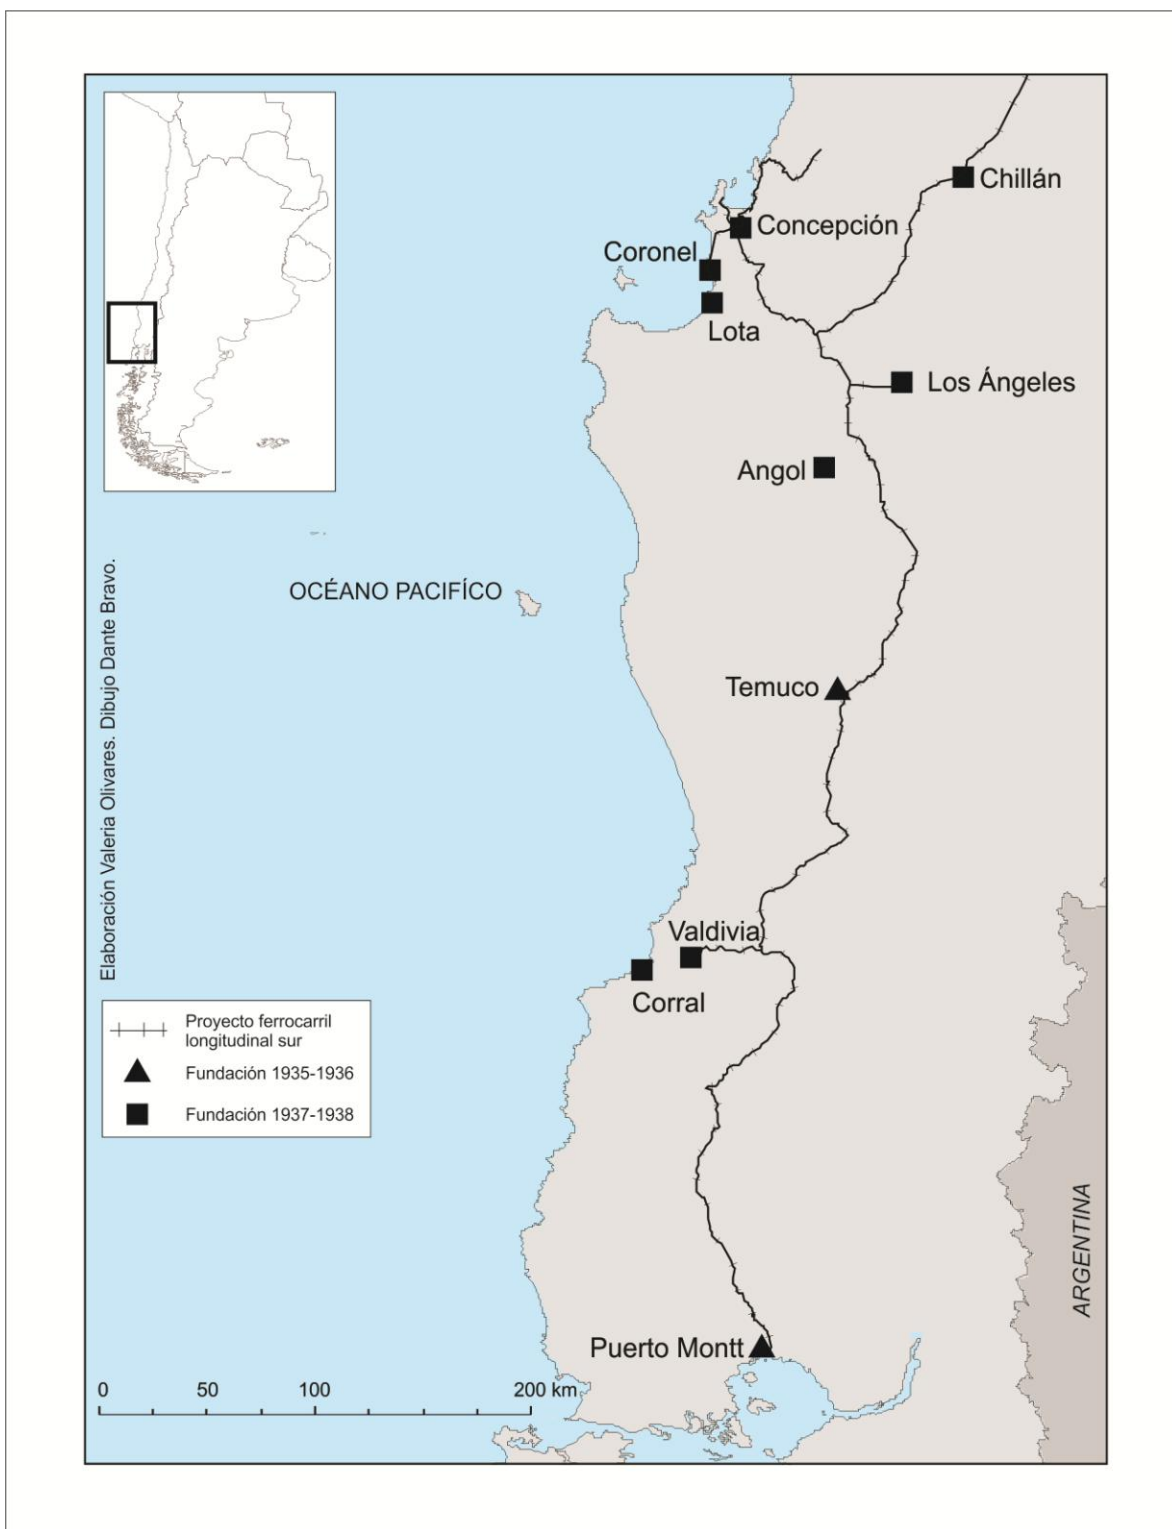 Chillán
Concepción
Coronel
Lota
Los Ángeles
Angol
OCÉANO PACIFÍCO
Temuco
Valdivia
Corral
Puerto Montt
ARGENTINA
Elaboración Valeria Olivares. Dibujo Dante Bravo.
Proyecto ferrocarril
longitudinal sur
Fundación 1935-1936
Fundación 1937-1938
0 50 100 200 km